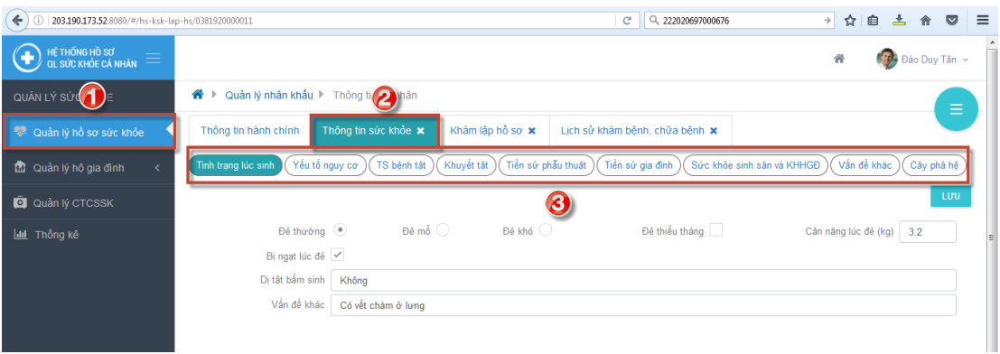 203.190.173.52:8080/#/hs-ksk-lap-hs/0381920000011
222020697000676
HỆ THỐNG HỒ SƠ
QL SỨC KHỎE CÁ NHÂN
Đào Duy Tân
QUẢN LÝ SỨC
1
Quản lý nhân khẩu
Thông ti
hân
2
Quản lý hồ sơ sức khỏe
Thông tin hành chính
Thông tin sức khỏe
Khám lập hồ sơ
Lịch sử khám bệnh, chữa bệnh
Quản lý hộ gia đình
Tình trạng lúc sinh
Yếu tố nguy cơ
TS bệnh tật
Khuyết tật
Tiền sử phẫu thuật
Tiền sử gia đình
Sức khỏe sinh sản và KHHGĐ
Vấn đề khác
Cây phả hệ
Quản lý CTCSSK
3
LƯU
Thống kê
Đẻ thường
Đẻ mổ
Đẻ khó
Đẻ thiếu tháng
Cân nặng lúc đẻ (kg)
3.2
Bị ngạt lúc đẻ
Dị tật bẩm sinh
Không
Vấn đề khác
Có vết chàm ở lưng